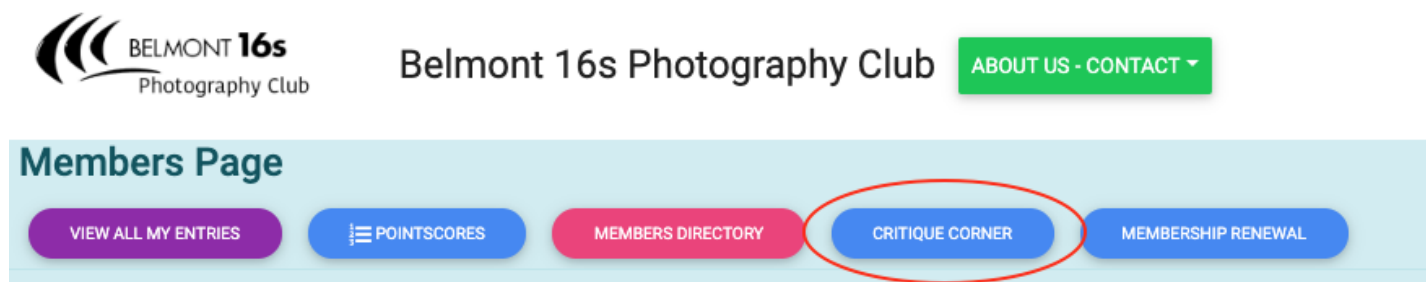 BELMONT 16s
Photography Club
Belmont 16s Photography Club
ABOUT US - CONTACT
Members Page
VIEW ALL MY ENTRIES
POINTSCORES
MEMBERS DIRECTORY
CRITIQUE CORNER
MEMBERSHIP RENEWAL